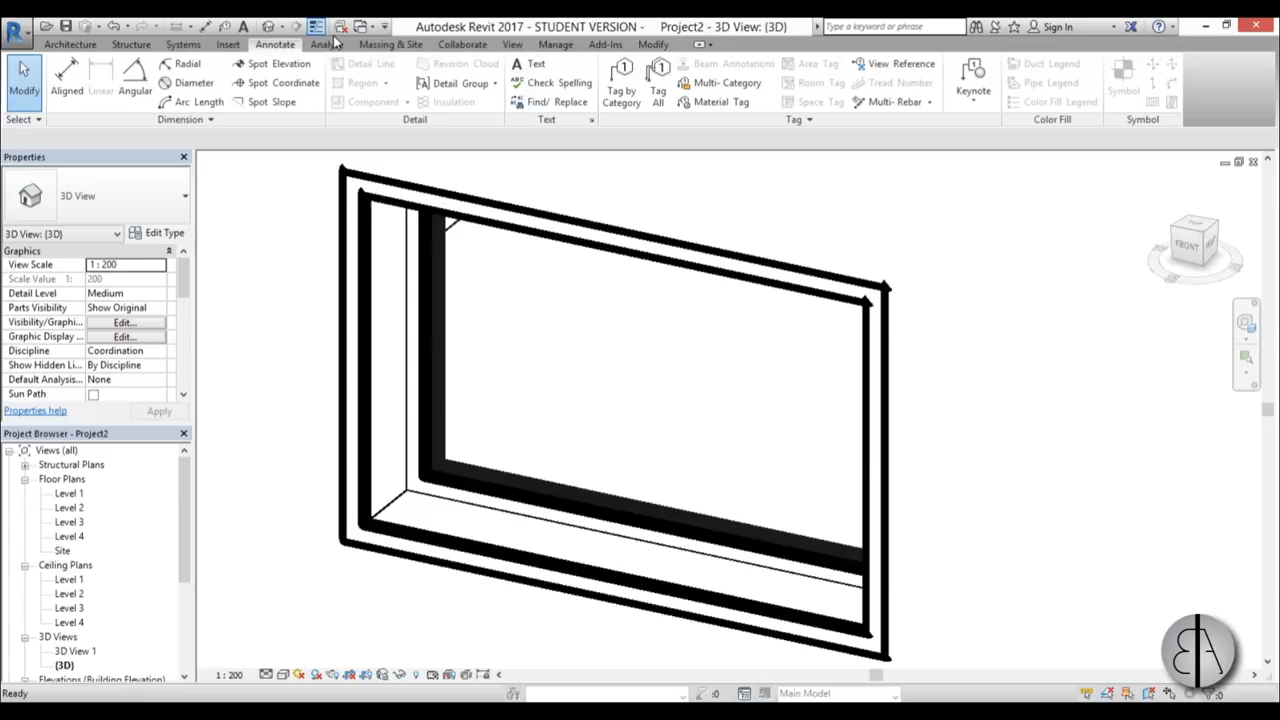 Autodesk Revit 2017 - STUDENT VERSION - Project2 - 3D View: {3D}
Type a keyword or phrase
Sign In
Architecture Structure Systems Insert Annotate Analyze Massing & Site Collaborate View Manage Add-Ins Modify
Modify
Select
Aligned
Linear
Angular
Radial
Diameter
Arc Length
Spot Elevation
Spot Coordinate
Spot Slope
Dimension
Detail Line
Region
Component
Revision Cloud
Detail Group
Insulation
Detail
Text
Check Spelling
Find/ Replace
Text
Tag by Category
Tag All
Beam Annotations
Multi- Category
Material Tag
Area Tag
Room Tag
Space Tag
View Reference
Tread Number
Multi- Rebar
Tag
Keynote
Duct Legend
Pipe Legend
Color Fill Legend
Color Fill
Symbol
Symbol
Properties
3D View
3D View: {3D} Edit Type
Graphics
View Scale 1 : 200
Scale Value 1: 200
Detail Level Medium
Parts Visibility Show Original
Visibility/Graphi... Edit...
Graphic Display ... Edit...
Discipline Coordination
Show Hidden Li... By Discipline
Default Analysis... None
Sun Path
Properties help Apply
Project Browser - Project2
Views (all)
Structural Plans
Floor Plans
Level 1
Level 2
Level 3
Level 4
Site
Ceiling Plans
Level 1
Level 2
Level 3
Level 4
3D Views
3D View 1
{3D}
Elevations (Building Elevation)
FRONT
1 : 200
Ready
:0
Main Model
:0